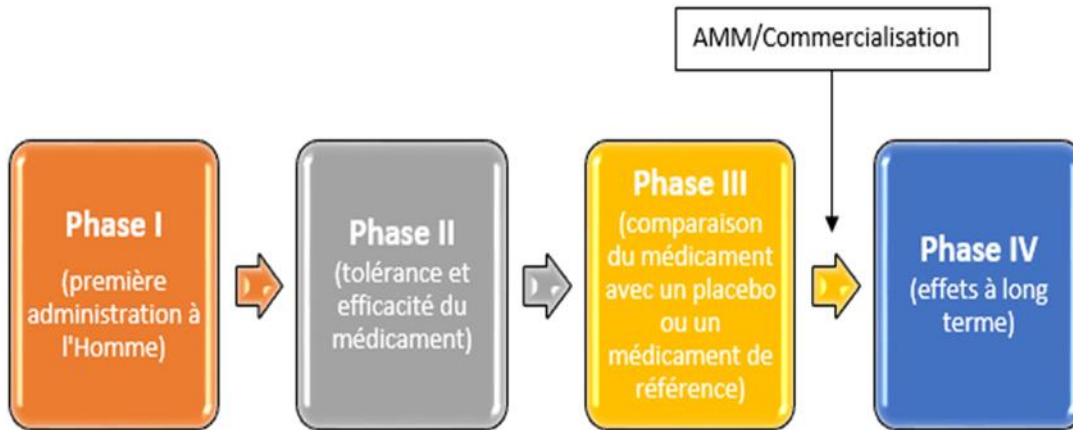 AMM/Commercialisation
Phase I
(première
administration à
l'Homme)
Phase II
(tolérance et
efficacité du
médicament)
Phase III
(comparaison
du médicament
avec un placebo
ou un
médicament de
référence)
Phase IV
(effets à long
terme)